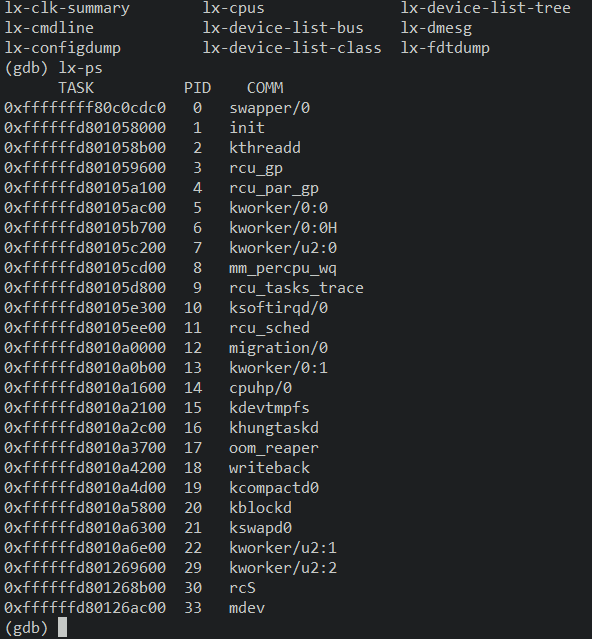 lx-clk-summary lx-cpus lx-device-list-tree
lx-cmdline lx-device-list-bus lx-dmesg
lx-configdump lx-device-list-class lx-fdtdump
(gdb) lx-ps
TASK PID COMM
0xffffffff80c0cdc0 0 swapper/0
0xffffffd801058000 1 init
0xffffffd801058b00 2 kthreadd
0xffffffd801059600 3 rcu_gp
0xffffffd80105a100 4 rcu_par_gp
0xffffffd80105ac00 5 kworker/0:0
0xffffffd80105b700 6 kworker/0:0H
0xffffffd80105c200 7 kworker/u2:0
0xffffffd80105cd00 8 mm_percpu_wq
0xffffffd80105d800 9 rcu_tasks_trace
0xffffffd80105e300 10 ksoftirqd/0
0xffffffd80105ee00 11 rcu_sched
0xffffffd8010a0000 12 migration/0
0xffffffd8010a0b00 13 kworker/0:1
0xffffffd8010a1600 14 cpuhp/0
0xffffffd8010a2100 15 kdevtmpfs
0xffffffd8010a2c00 16 khungtaskd
0xffffffd8010a3700 17 oom_reaper
0xffffffd8010a4200 18 writeback
0xffffffd8010a4d00 19 kcompactd0
0xffffffd8010a5800 20 kblockd
0xffffffd8010a6300 21 kswapd0
0xffffffd8010a6e00 22 kworker/u2:1
0xffffffd801269600 29 kworker/u2:2
0xffffffd801268b00 30 rcS
0xffffffd80126ac00 33 mdev
(gdb)